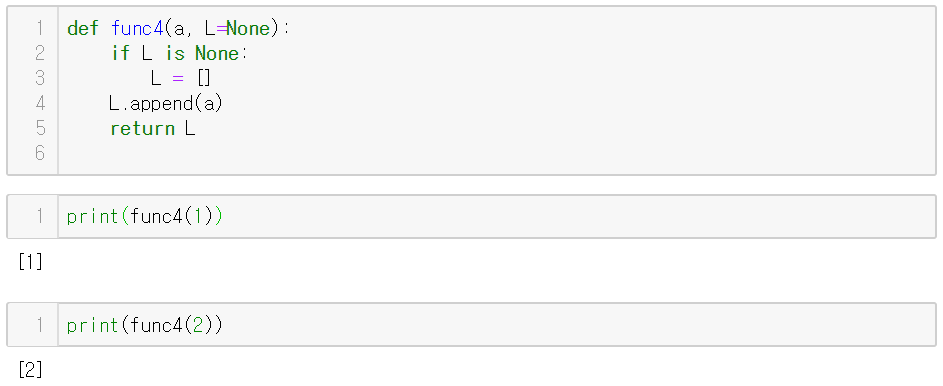 1 def func4(a, L=None):
2     if L is None:
3         L = []
4     L.append(a)
5     return L
6
1 print(func4(1))
[1]
1 print(func4(2))
[2]